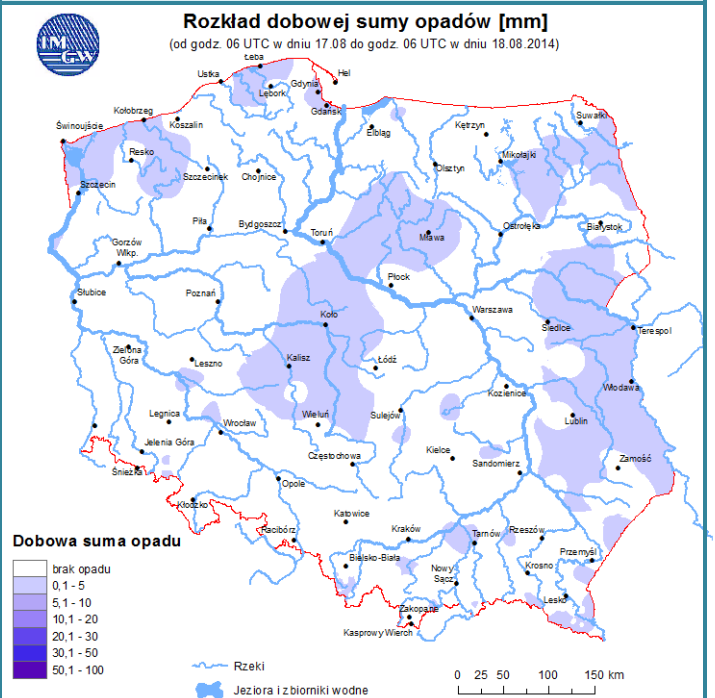 Rozkład dobowej sumy opadów [mm]
(od godz. 06 UTC w dniu 17.08 do godz. 06 UTC w dniu 18.08.2014)
IM
GW
Łeba
Ustka
Hel
Lębork
Gdynia
Gdańsk
Kołobrzeg
Koszalin
Świnoujście
Elbląg
Kętrzyn
Suwałki
Resko
Szczecinek
Chojnice
Olsztyn
Mikołajki
Szczecin
Piła
Bydgoszcz
Toruń
Mława
Ostrołęka
Białystok
Gorzów
Wlkp.
Płock
Słubice
Poznań
Koło
Warszawa
Siedlce
Terespol
Zielona
Góra
Leszno
Kalisz
Łódź
Kozienice
Włodawa
Legnica
Wrocław
Wieluń
Sulejów
Lublin
Jelenia Góra
Śnieżka
Częstochowa
Kielce
Sandomierz
Zamość
Opole
Kłodzko
Katowice
Racibórz
Kraków
Tarnów
Rzeszów
Bielsko-Biała
Przemyśl
Nowy
Sącz
Krosno
Lesko
Zakopane
Kasprowy Wierch
Dobowa suma opadu
brak opadu
0,1 - 5
5,1 - 10
10,1 - 20
20,1 - 30
30,1 - 50
50,1 - 100
Rzeki
Jeziora i zbiorniki wodne
0 25 50 100 150 km